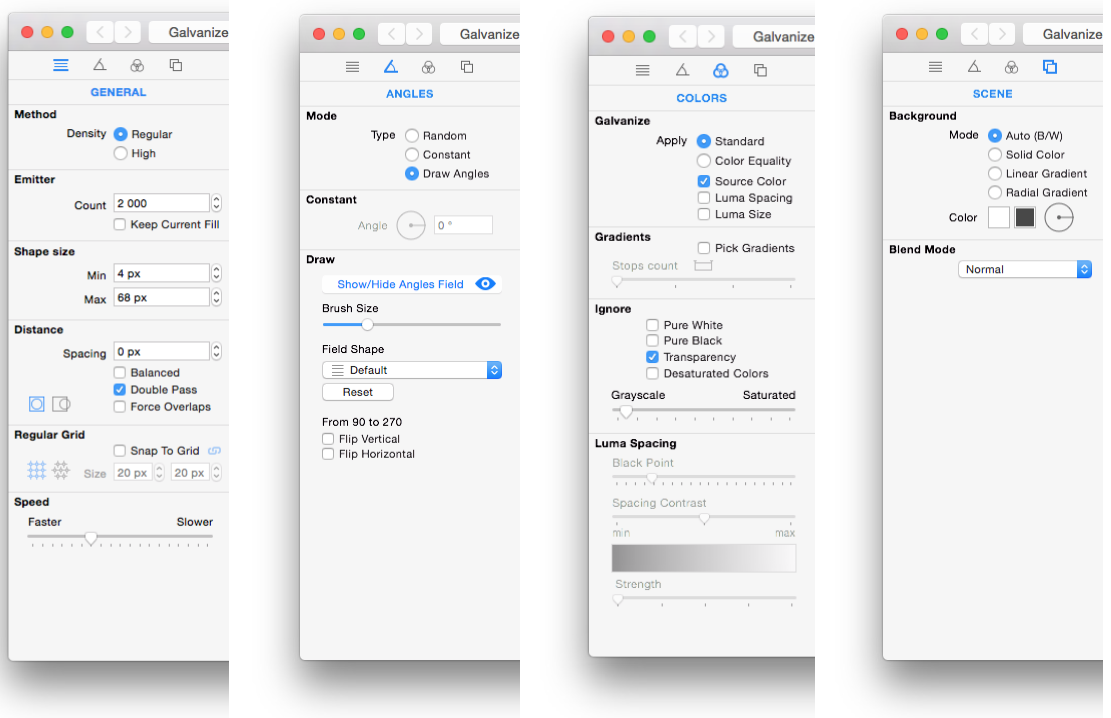 Galvanize
GENERAL
Method
Density Regular
High
Emitter
Count 2 000
Keep Current Fill
Shape size
Min 4 px
Max 68 px
Distance
Spacing 0 px
Balanced
Double Pass
Force Overlaps
Regular Grid
Snap To Grid
Size 20 px 20 px
Speed
Faster Slower
Galvanize
ANGLES
Mode
Type Random
Constant
Draw Angles
Constant
Angle 0 °
Draw
Show/Hide Angles Field
Brush Size
Field Shape
Default
Reset
From 90 to 270
Flip Vertical
Flip Horizontal
Galvanize
COLORS
Galvanize
Apply Standard
Color Equality
Source Color
Luma Spacing
Luma Size
Gradients
Pick Gradients
Stops count
Ignore
Pure White
Pure Black
Transparency
Desaturated Colors
Grayscale Saturated
Luma Spacing
Black Point
Spacing Contrast
min max
Strength
Galvanize
SCENE
Background
Mode Auto (B/W)
Solid Color
Linear Gradient
Radial Gradient
Color
Blend Mode
Normal